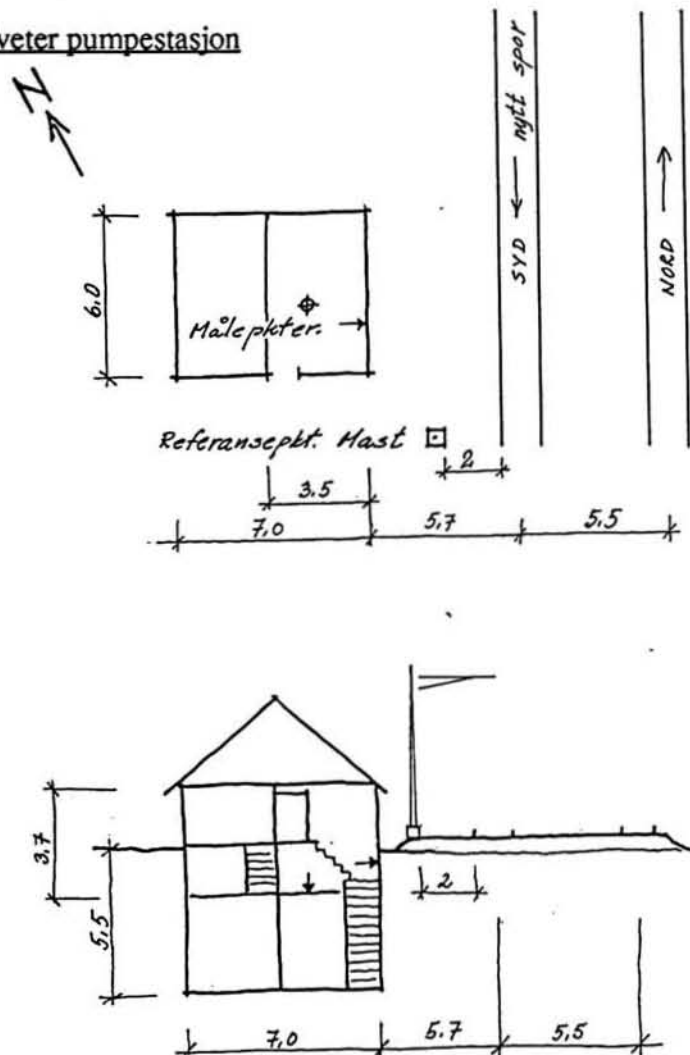 veter pumpestasjon
N
SYD ← nytt spor
NORD →
6,0
Målepkter. →
Referansepkt. Mast
2
3.5
7,0 5,7 5,5
3.7
5,5
2
7,0 5.7 5,5